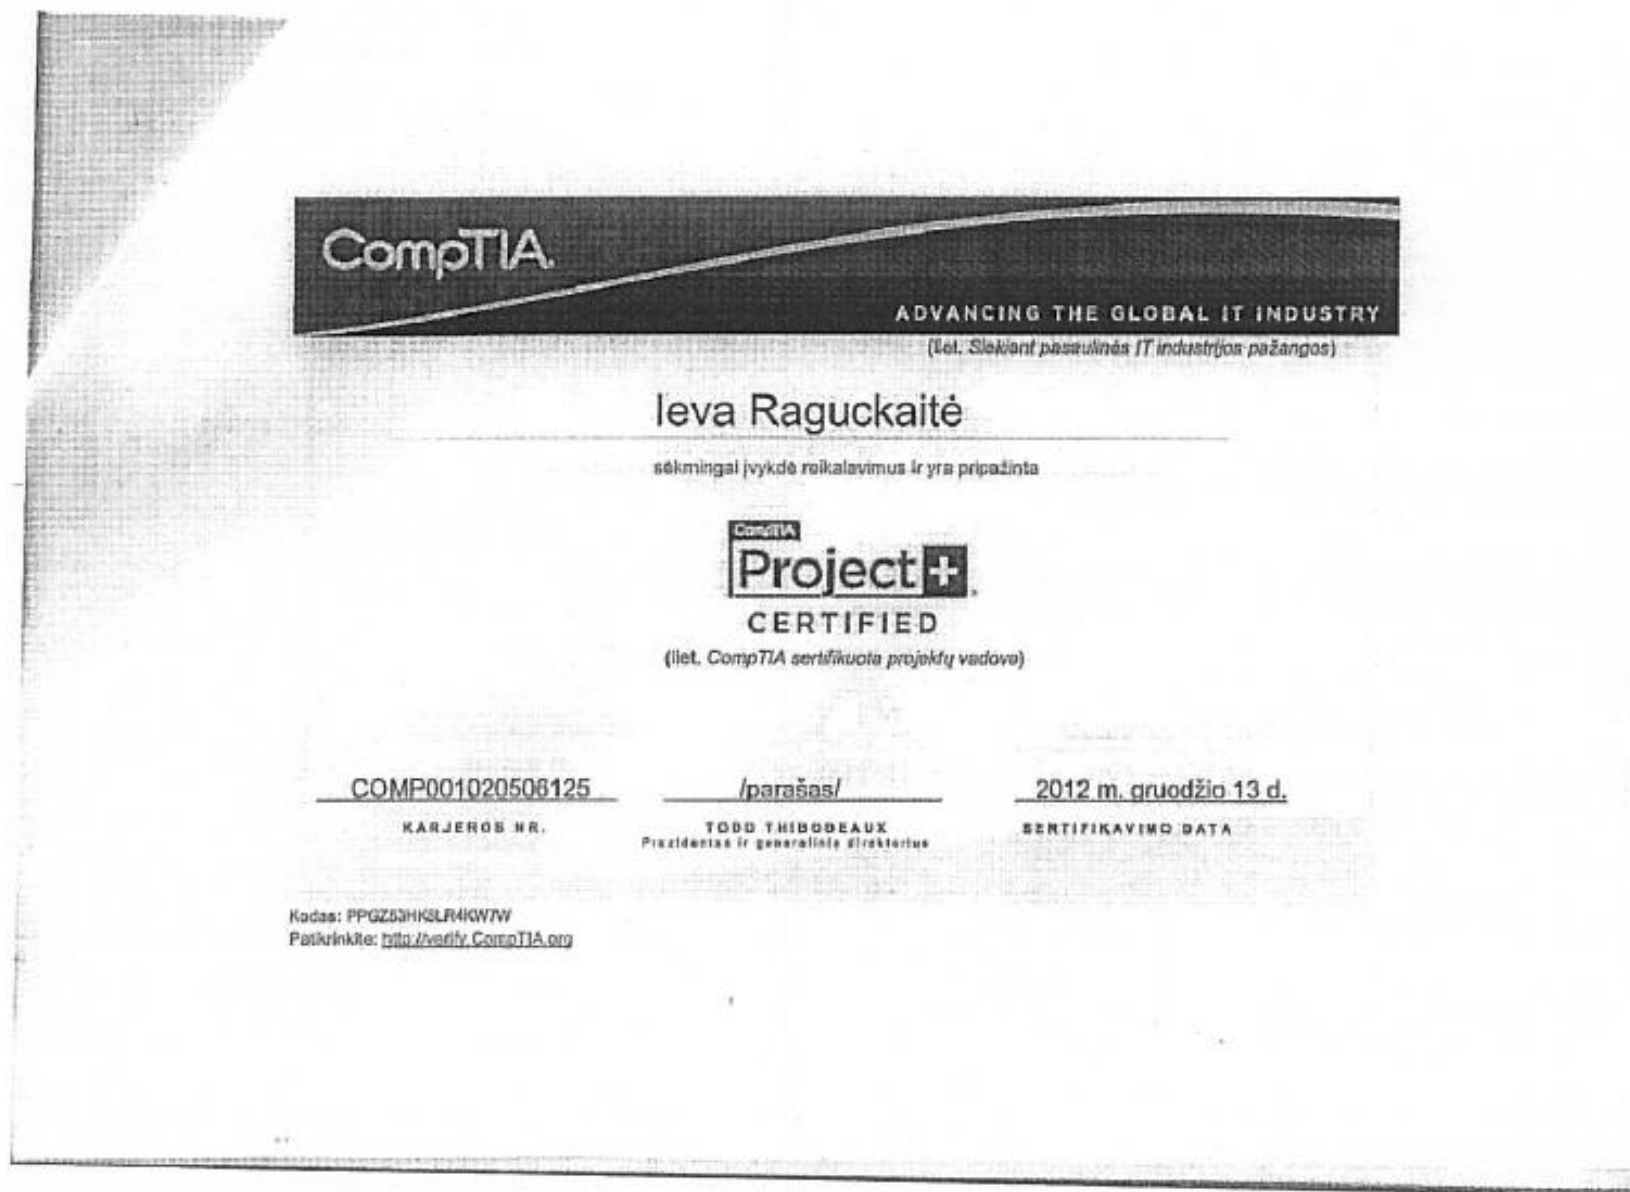 CompTIA.
ADVANCING THE GLOBAL IT INDUSTRY
(liet. Siekiant pasaulinės IT industrijos pažangos)
Ieva Raguckaitė
sėkmingai įvykdė reikalavimus ir yra pripažinta
CompTIA
Project+
CERTIFIED
(liet. CompTIA sertifikuota projektų vadovė)
COMP001020506125 /parašas/ 2012 m. gruodžio 13 d.
KARJEROS NR. TODD THIBODEAUX SERTIFIKAVIMO DATA
Prezidentas ir generalinis direktorius
Kodas:
Patikrinkite: http://verify.CompTIA.org